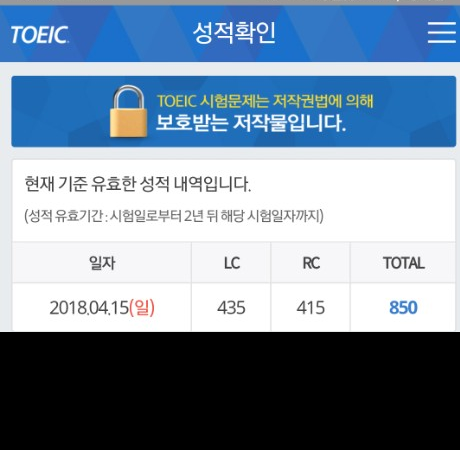 TOEIC.
성적확인
TOEIC 시험문제는 저작권법에 의해
보호받는 저작물입니다.
현재 기준 유효한 성적 내역입니다.
(성적 유효기간 : 시험일로부터 2년 뒤 해당 시험일자까지)
일자 LC RC TOTAL
2018.04.15(일) 435 415 850